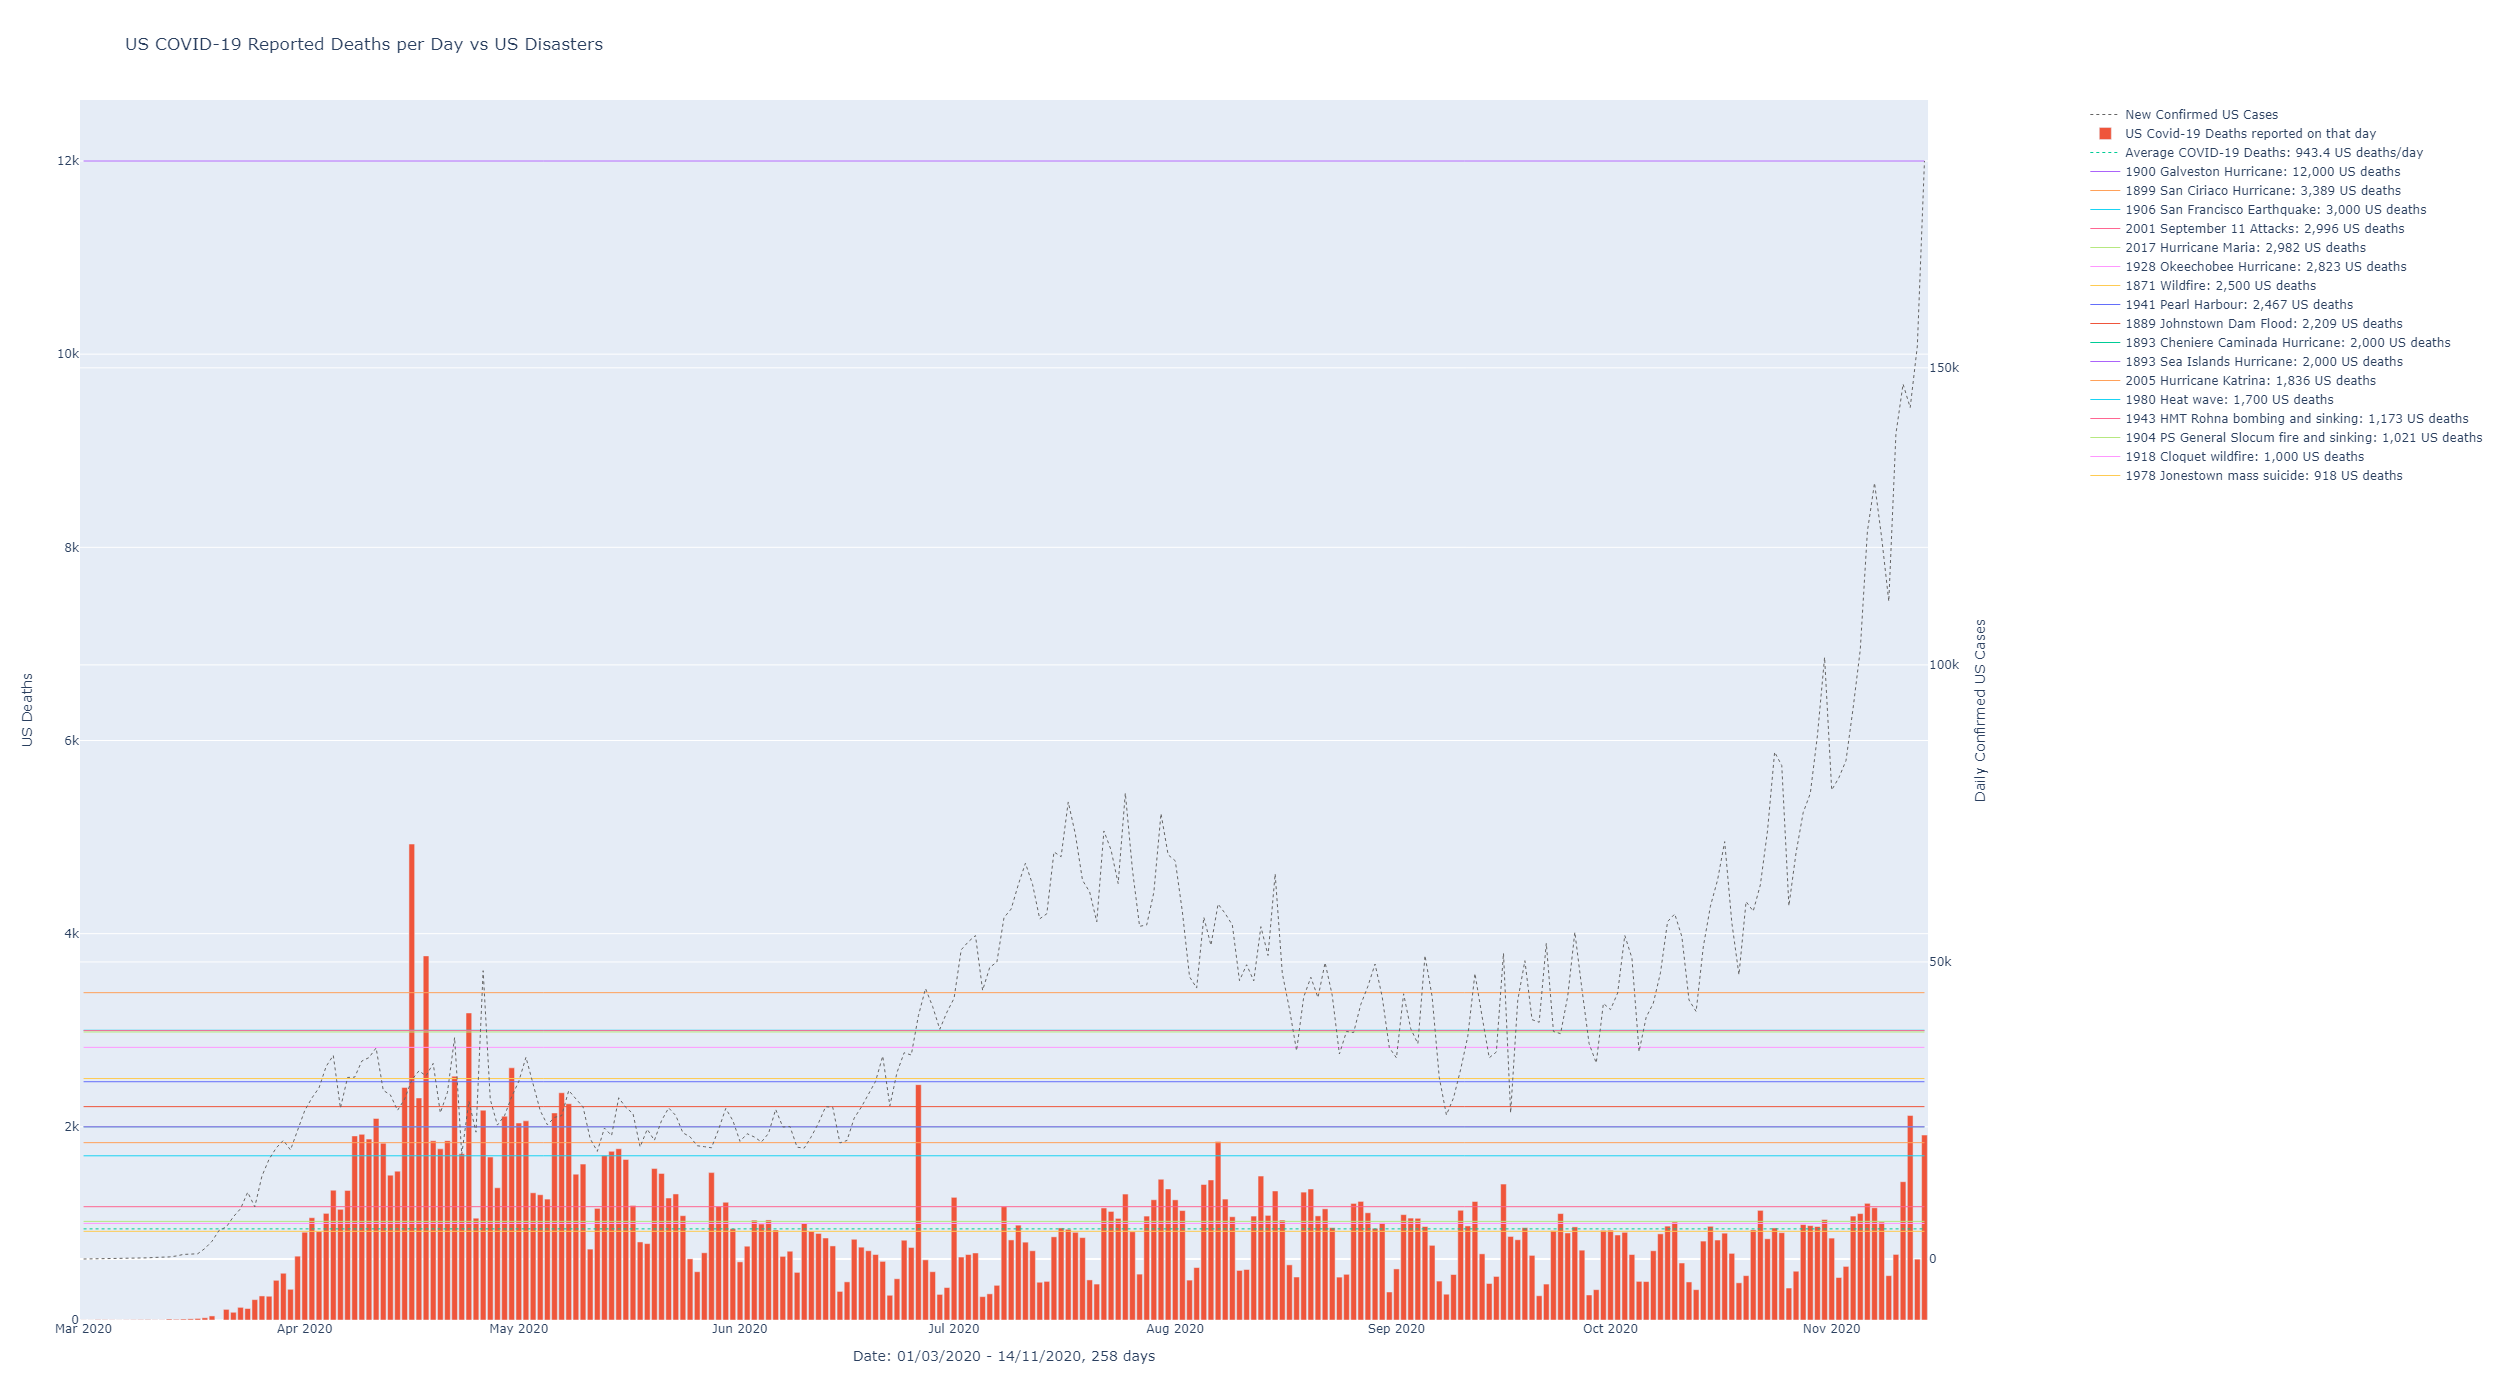 US COVID-19 Reported Deaths per Day vs US Disasters
12k
10k
8k
6k
4k
2k
0
US Deaths
150k
100k
50k
0
Daily Confirmed US Cases
Mar 2020
Apr 2020
May 2020
Jun 2020
Jul 2020
Aug 2020
Sep 2020
Oct 2020
Nov 2020
Date: 01/03/2020 - 14/11/2020, 258 days
New Confirmed US Cases
US Covid-19 Deaths reported on that day
Average COVID-19 Deaths: 943.4 US deaths/day
1900 Galveston Hurricane: 12,000 US deaths
1899 San Ciriaco Hurricane: 3,389 US deaths
1906 San Francisco Earthquake: 3,000 US deaths
2001 September 11 Attacks: 2,996 US deaths
2017 Hurricane Maria: 2,982 US deaths
1928 Okeechobee Hurricane: 2,823 US deaths
1871 Wildfire: 2,500 US deaths
1941 Pearl Harbour: 2,467 US deaths
1889 Johnstown Dam Flood: 2,209 US deaths
1893 Cheniere Caminada Hurricane: 2,000 US deaths
1893 Sea Islands Hurricane: 2,000 US deaths
2005 Hurricane Katrina: 1,836 US deaths
1980 Heat wave: 1,700 US deaths
1943 HMT Rohna bombing and sinking: 1,173 US deaths
1904 PS General Slocum fire and sinking: 1,021 US deaths
1918 Cloquet wildfire: 1,000 US deaths
1978 Jonestown mass suicide: 918 US deaths